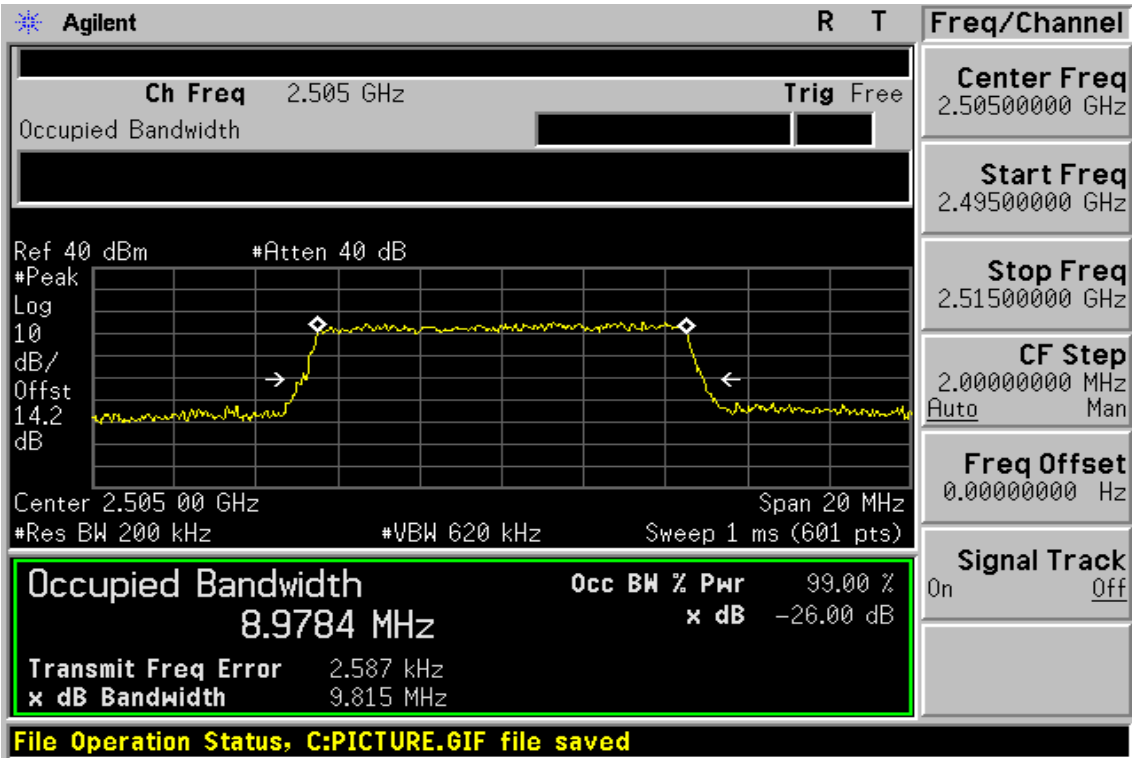 Agilent R T
Freq/Channel
Ch Freq 2.505 GHz Trig Free
Occupied Bandwidth
Ref 40 dBm #Atten 40 dB
#Peak
Log
10
dB/
Offst
14.2
dB
Center 2.505 00 GHz Span 20 MHz
#Res BW 200 kHz #VBW 620 kHz Sweep 1 ms (601 pts)
Occupied Bandwidth
8.9784 MHz
Occ BW % Pwr 99.00 %
x dB -26.00 dB
Transmit Freq Error 2.587 kHz
x dB Bandwidth 9.815 MHz
File Operation Status, C:PICTURE.GIF file saved
Center Freq
2.50500000 GHz
Start Freq
2.49500000 GHz
Stop Freq
2.51500000 GHz
CF Step
2.00000000 MHz
Auto Man
Freq Offset
0.00000000 Hz
Signal Track
On Off